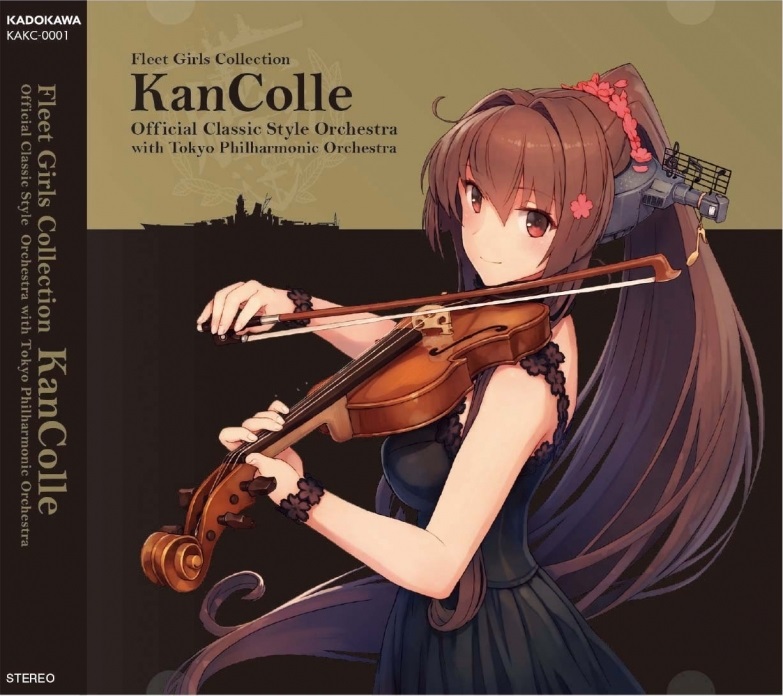 KADOKAWA
KAKC-0001
Fleet Girls Collection KanColle
Official Classic Style Orchestra with Tokyo Philharmonic Orchestra
STEREO
Fleet Girls Collection
KanColle
Official Classic Style Orchestra
with Tokyo Philharmonic Orchestra